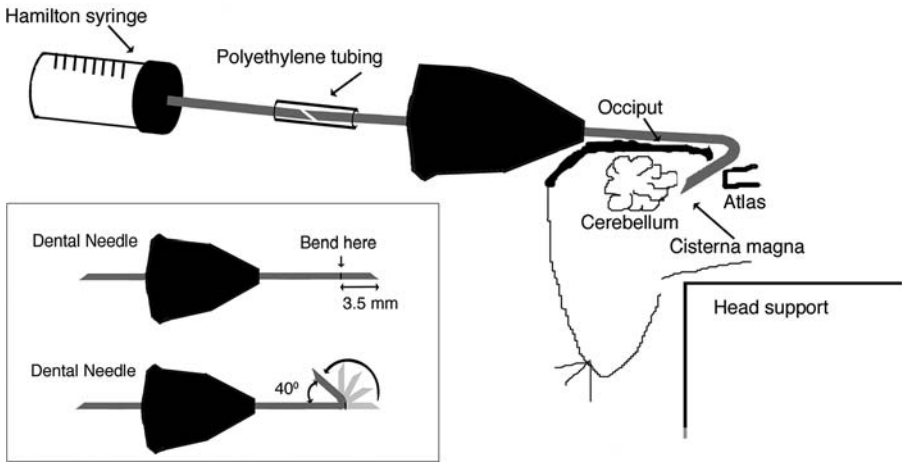 Hamilton syringe
Polyethylene tubing
Occiput
Atlas
Cerebellum
Cisterna magna
Head support
Dental Needle
Bend here
3.5 mm
Dental Needle
40º